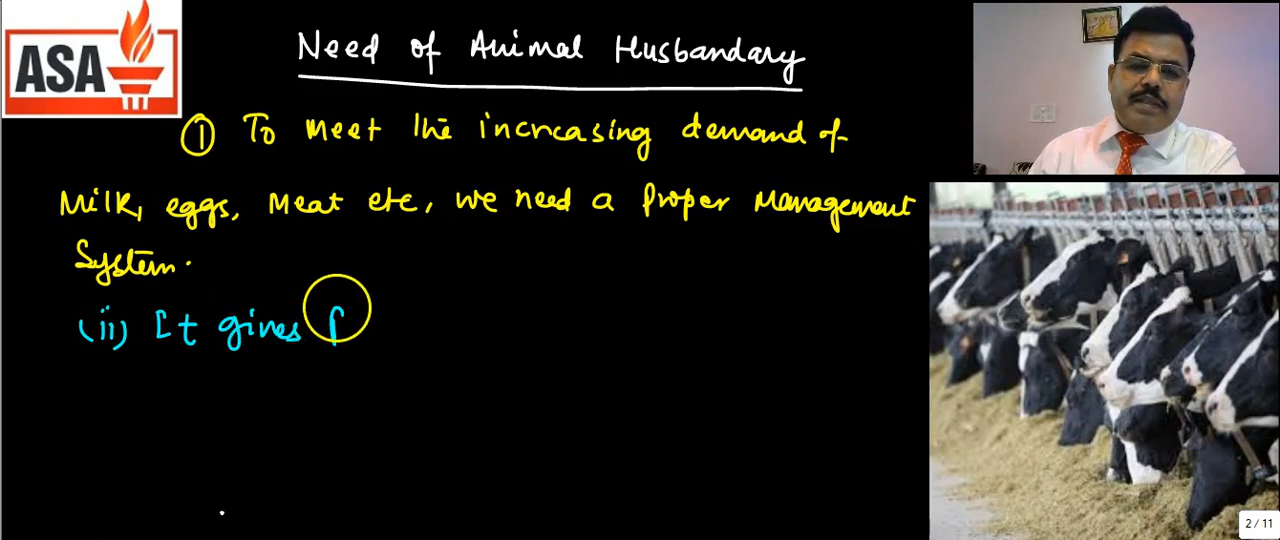 ASA
Need of Animal Husbandary
① To meet the increasing demand of
Milk, eggs, Meat etc, we need a proper Management
System.
(ii) It gives
2 / 11